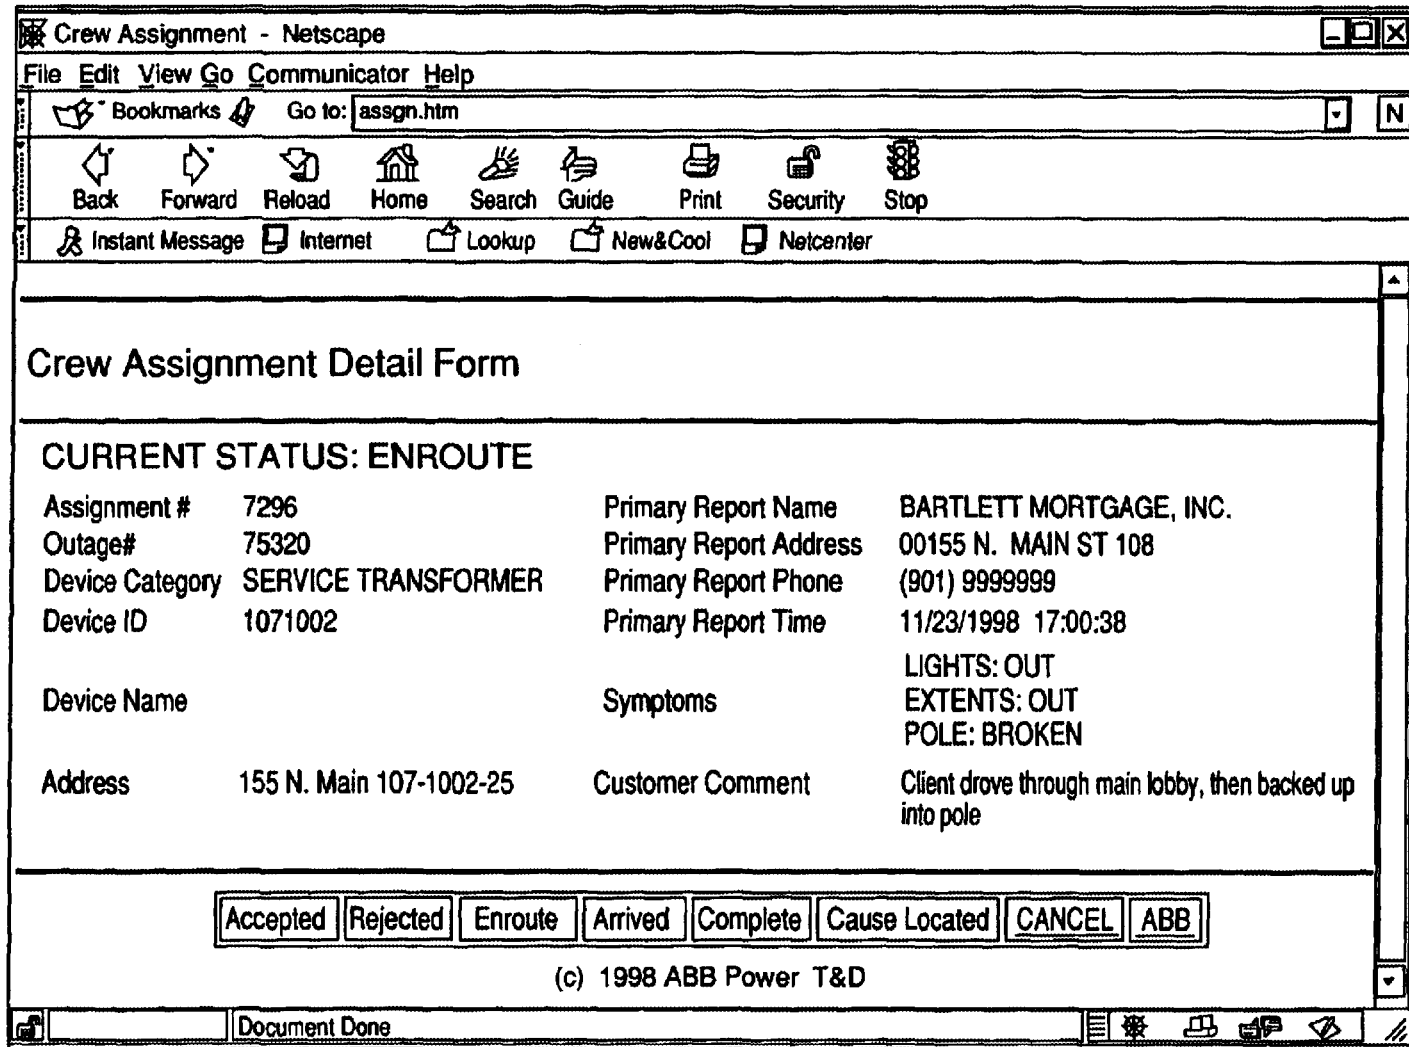 Crew Assignment - Netscape
File Edit View Go Communicator Help
Bookmarks Go to: assgn.htm N
Back Forward Reload Home Search Guide Print Security Stop
Instant Message Internet Lookup New&Cool Netcenter
Crew Assignment Detail Form
CURRENT STATUS: ENROUTE
Assignment # 7296 Primary Report Name BARTLETT MORTGAGE, INC.
Outage# 75320 Primary Report Address 00155 N. MAIN ST 108
Device Category SERVICE TRANSFORMER Primary Report Phone (901) 9999999
Device ID 1071002 Primary Report Time 11/23/1998 17:00:38
LIGHTS: OUT
Device Name Symptoms EXTENTS: OUT
POLE: BROKEN
Address 155 N. Main 107-1002-25 Customer Comment Client drove through main lobby, then backed up
into pole
Accepted Rejected Enroute Arrived Complete Cause Located CANCEL ABB
(c) 1998 ABB Power T&D
Document Done